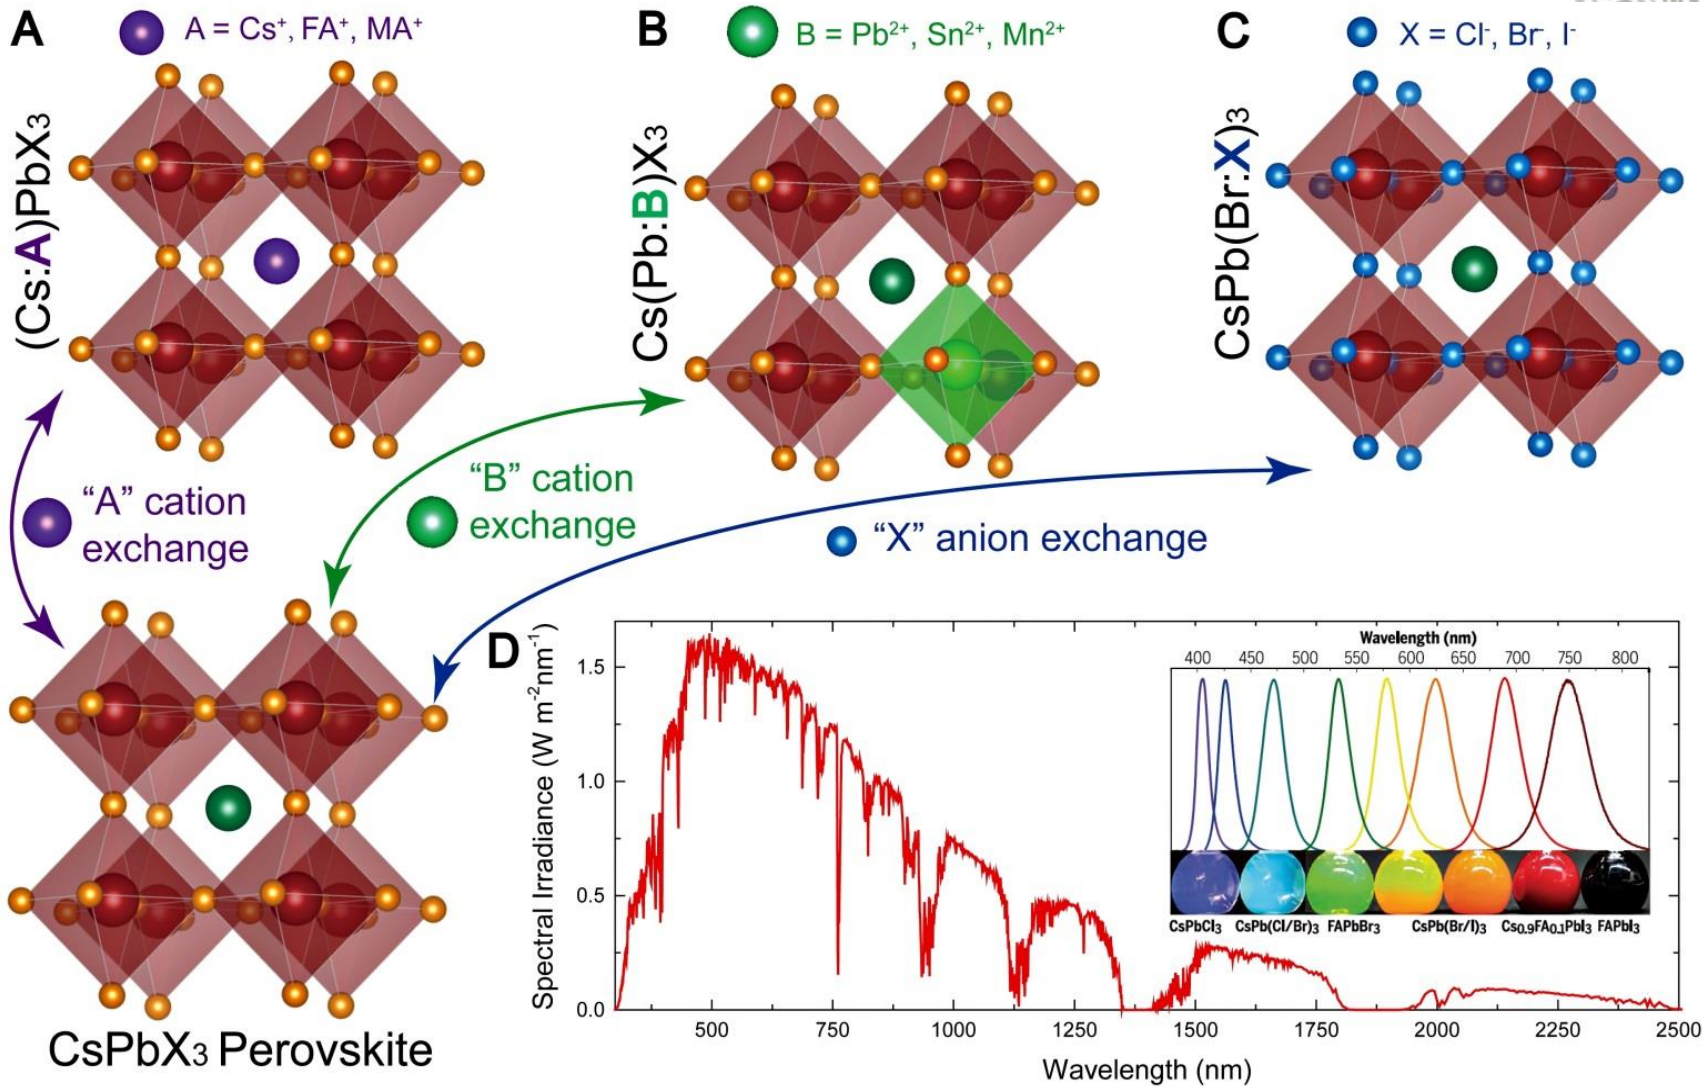 A
A = Cs⁺, FA⁺, MA⁺
(Cs:A)PbX₃
B
B = Pb²⁺, Sn²⁺, Mn²⁺
Cs(Pb:B)X₃
C
X = Cl⁻, Br⁻, I⁻
CsPb(Br:X)₃
“A” cation
exchange
“B” cation
exchange
“X” anion exchange
CsPbX₃ Perovskite
D
Spectral Irradiance (W m⁻²nm⁻¹)
1.5
1.0
0.5
0.0
500 750 1000 1250 1500 1750 2000 2250 2500
Wavelength (nm)
Wavelength (nm)
400 450 500 550 600 650 700 750 800
CsPbCl₃ CsPb(Cl/Br)₃ FAPbBr₃ CsPb(Br/I)₃ Cs₀.₉FA₀.₁PbI₃ FAPbI₃